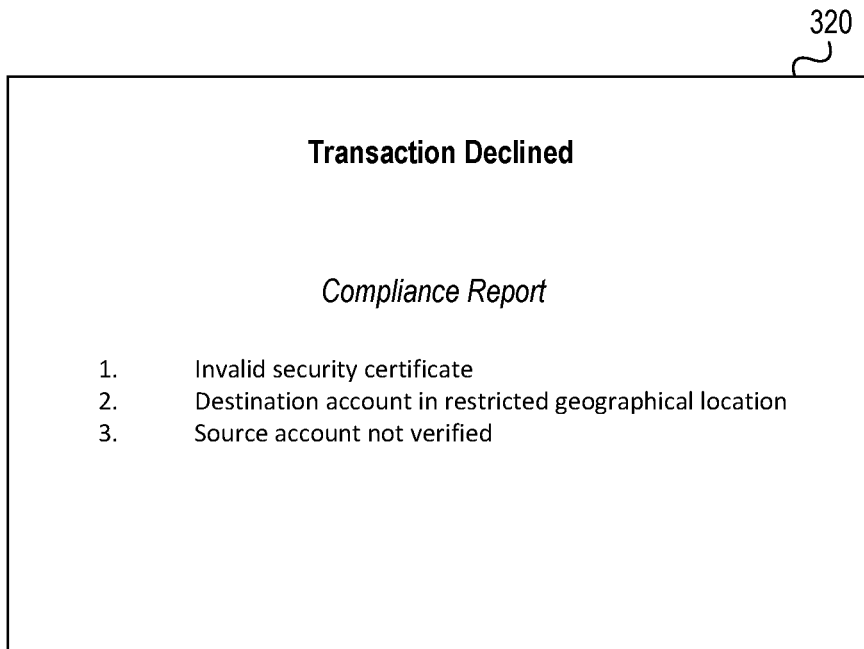 320
Transaction Declined
Compliance Report
1. Invalid security certificate
2. Destination account in restricted geographical location
3. Source account not verified